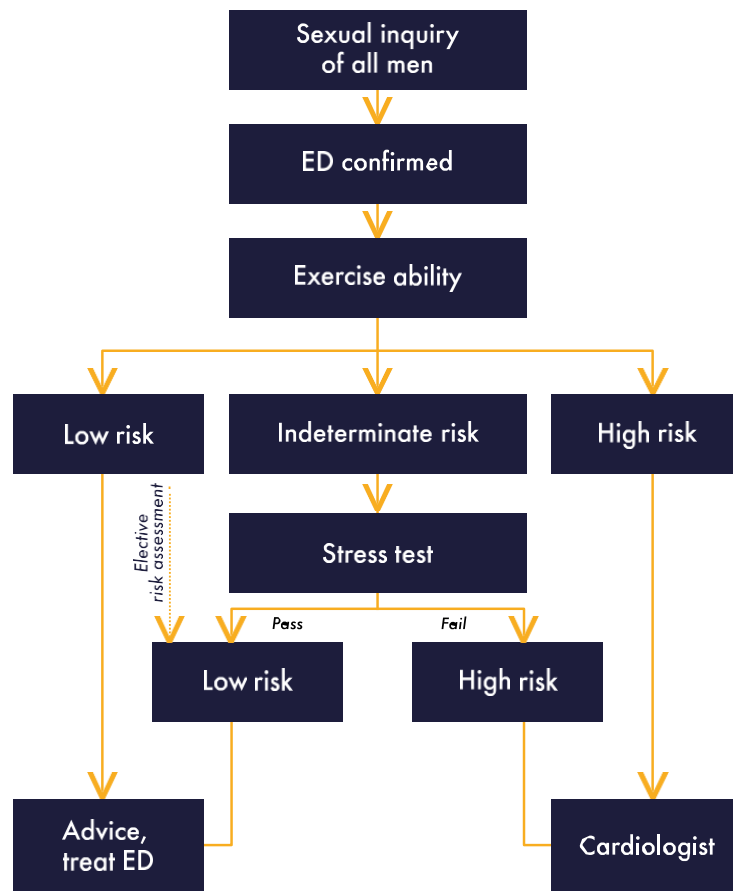 Sexual inquiry
of all men
ED confirmed
Exercise ability
Low risk
Indeterminate risk
High risk
Elective
risk assessment
Stress test
Pass
Fail
Low risk
High risk
Advice,
treat ED
Cardiologist